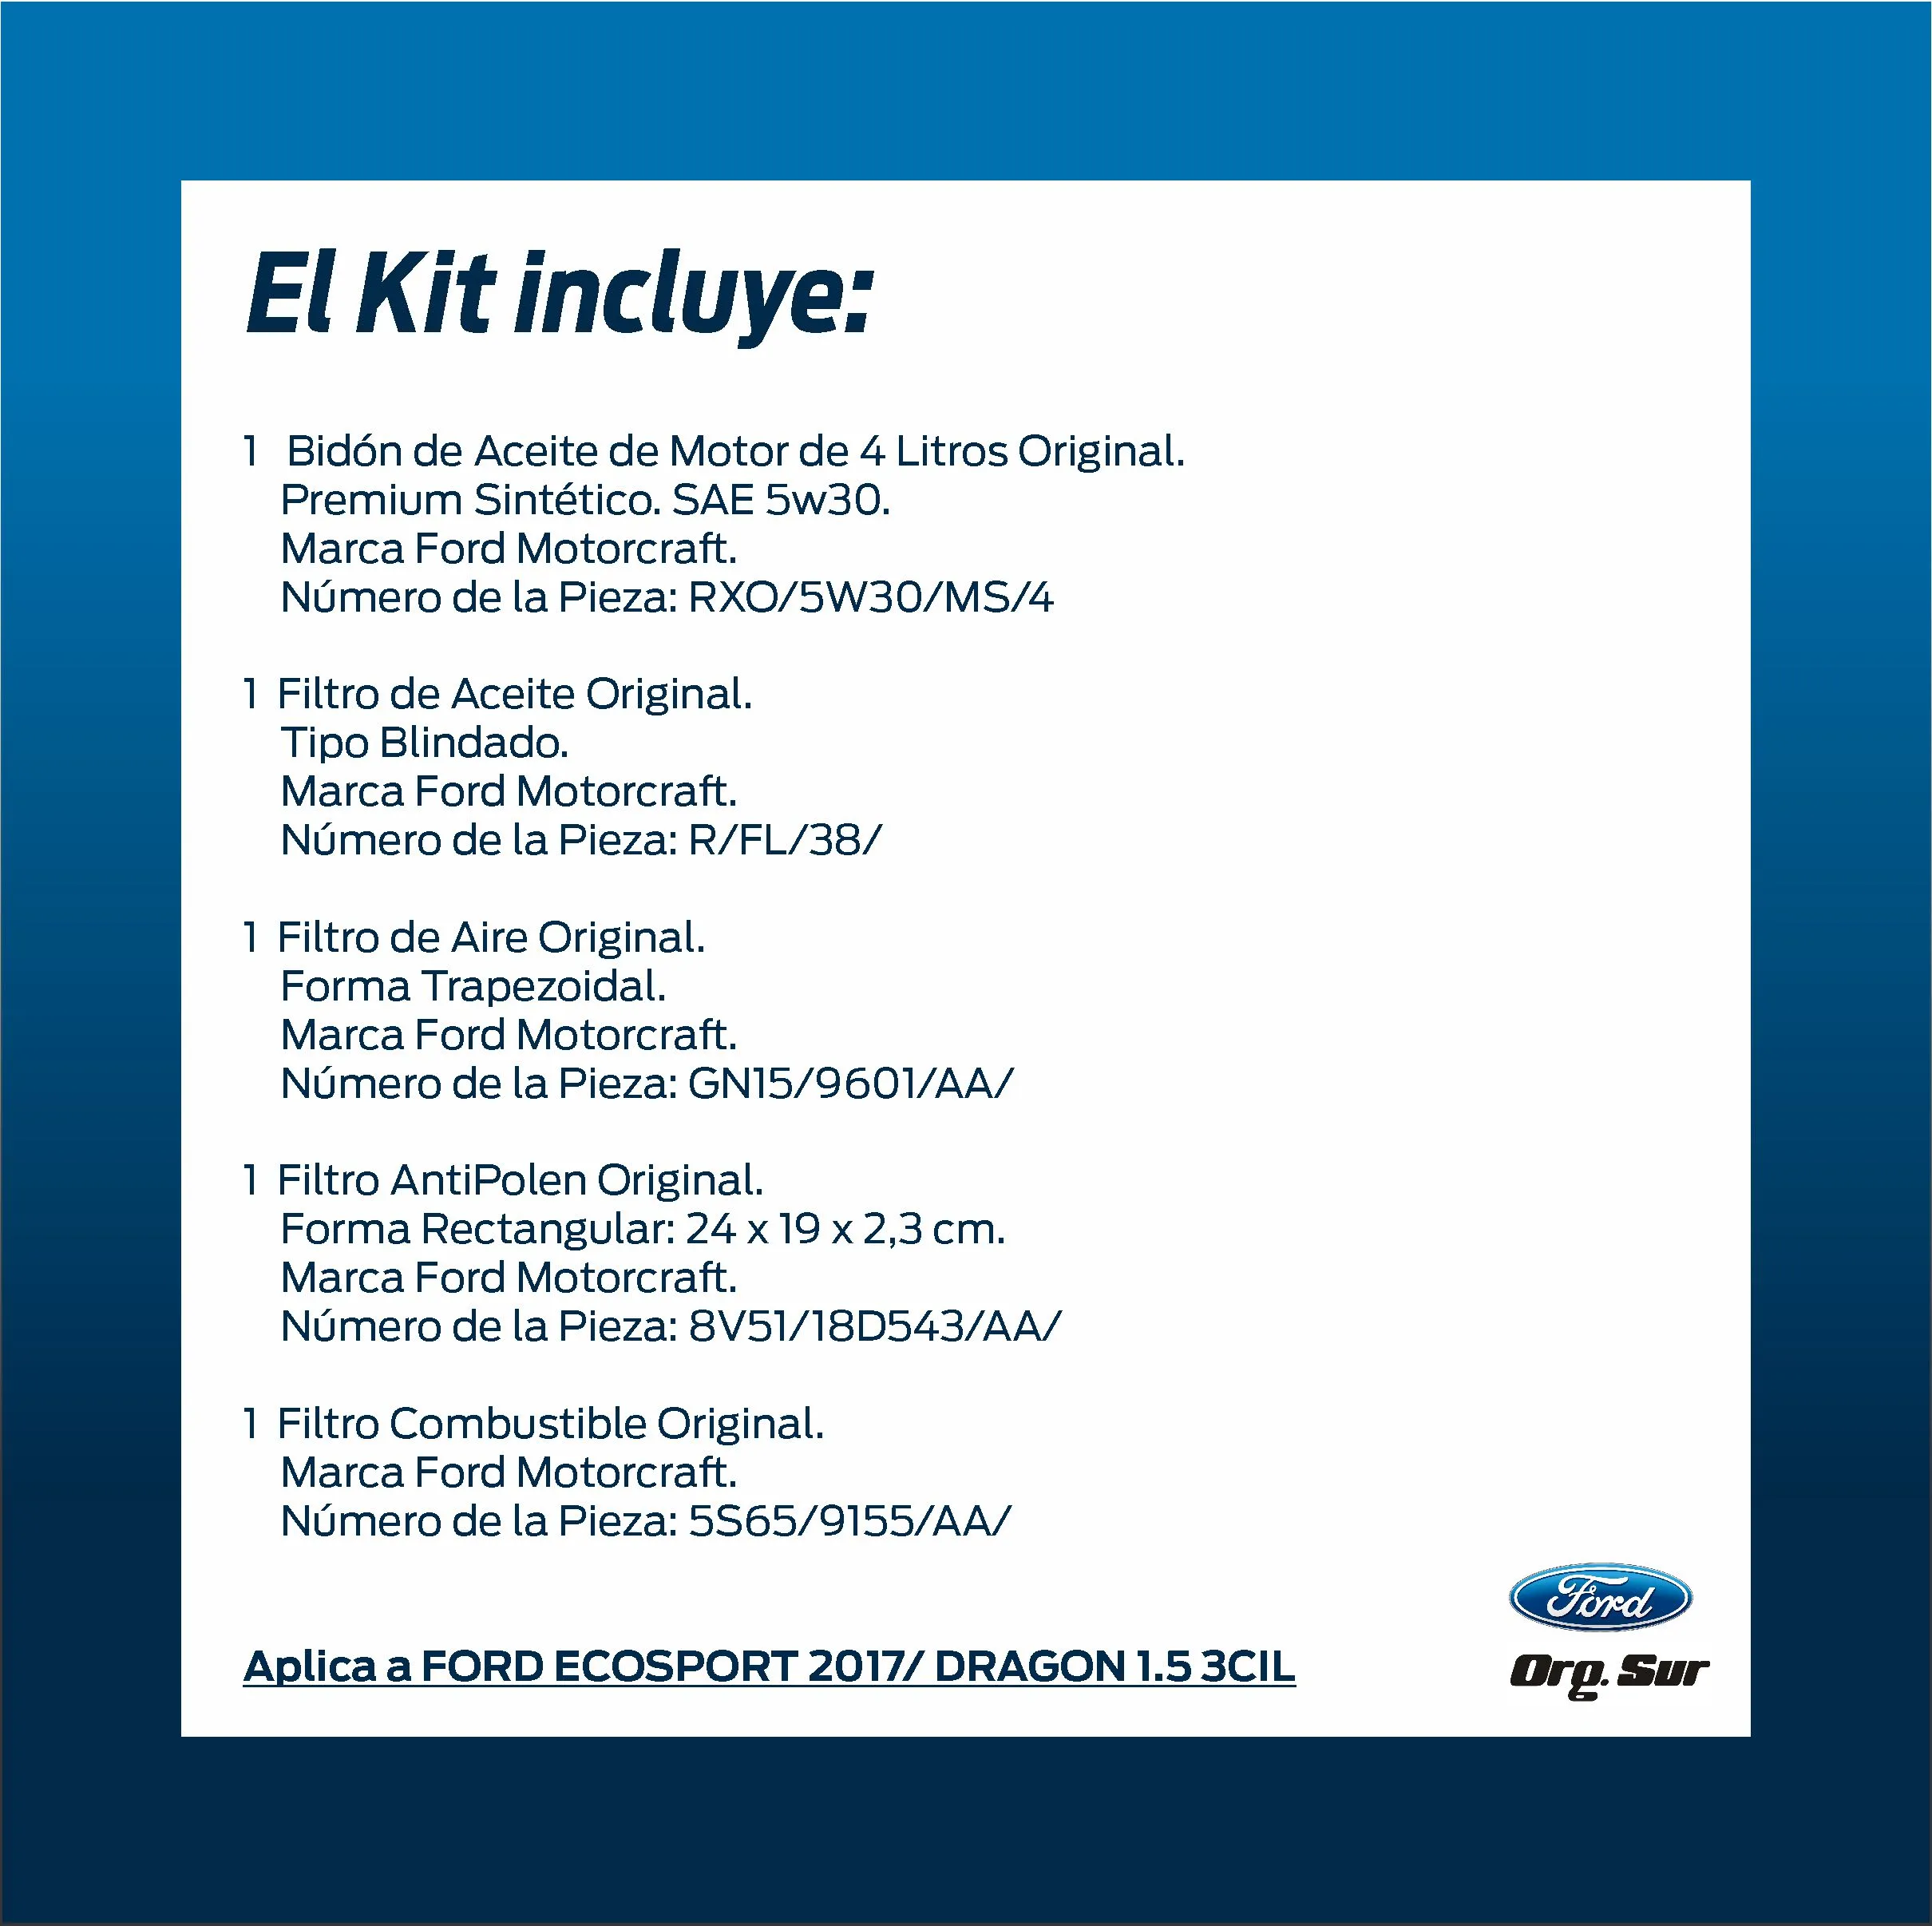 El Kit incluye:
1 Bidón de Aceite de Motor de 4 Litros Original.
Premium Sintético. SAE 5w30.
Marca Ford Motorcraft.
Número de la Pieza: RXO/5W30/MS/4
1 Filtro de Aceite Original.
Tipo Blindado.
Marca Ford Motorcraft.
Número de la Pieza: R/FL/38/
1 Filtro de Aire Original.
Forma Trapezoidal.
Marca Ford Motorcraft.
Número de la Pieza: GN15/9601/AA/
1 Filtro AntiPolen Original.
Forma Rectangular: 24 x 19 x 2,3 cm.
Marca Ford Motorcraft.
Número de la Pieza: 8V51/18D543/AA/
1 Filtro Combustible Original.
Marca Ford Motorcraft.
Número de la Pieza: 5S65/9155/AA/
Aplica a FORD ECOSPORT 2017/ DRAGON 1.5 3CIL
Ford
Org. Sur